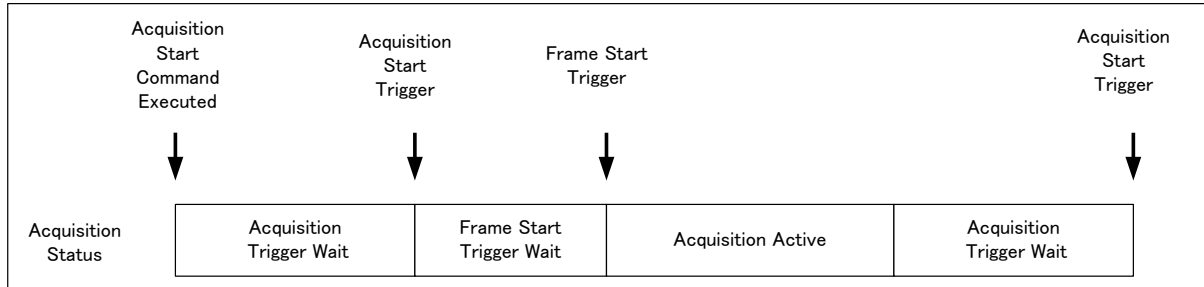 Acquisition
Start
Command
Executed
Acquisition
Start
Trigger
Frame Start
Trigger
Acquisition
Start
Trigger
Acquisition
Status
Acquisition
Trigger Wait
Frame Start
Trigger Wait
Acquisition Active
Acquisition
Trigger Wait